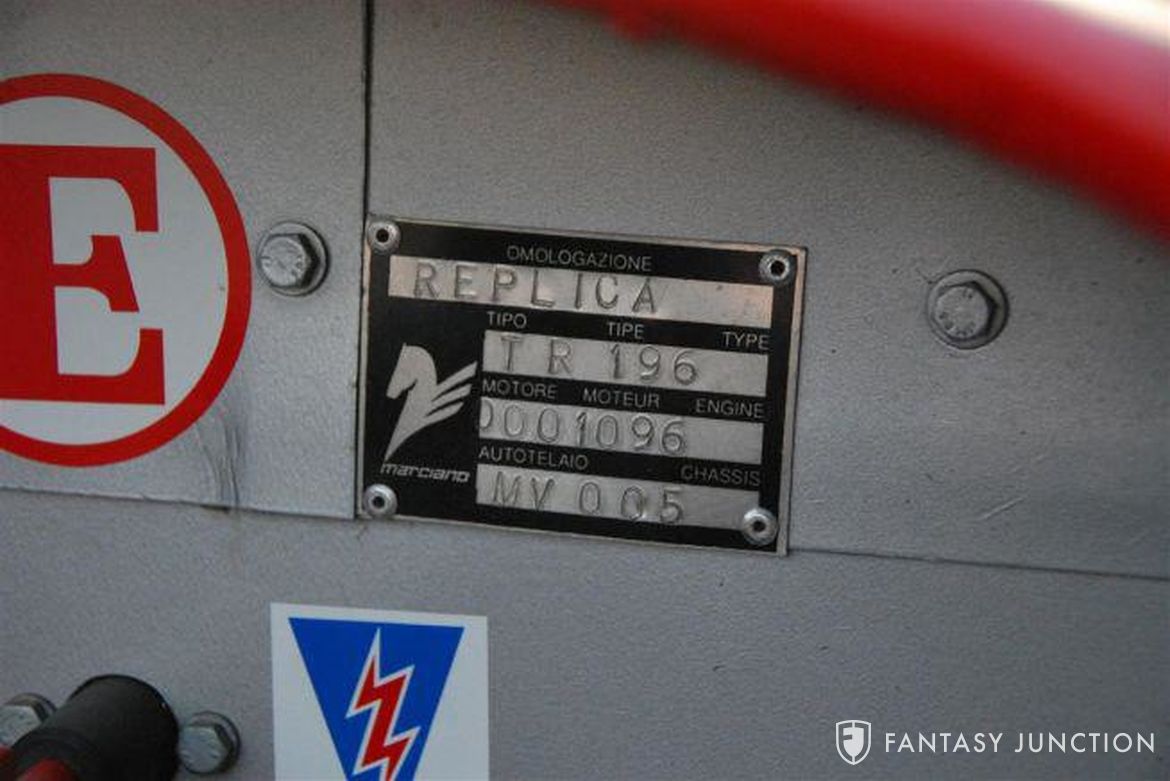 E
OMOLOGAZIONE
REPLICA
TIPO TIPE TYPE
TR 196
MOTORE MOTEUR ENGINE
0001096
AUTOTELAIO CHASSIS
MV 005
marciano
FANTASY JUNCTION